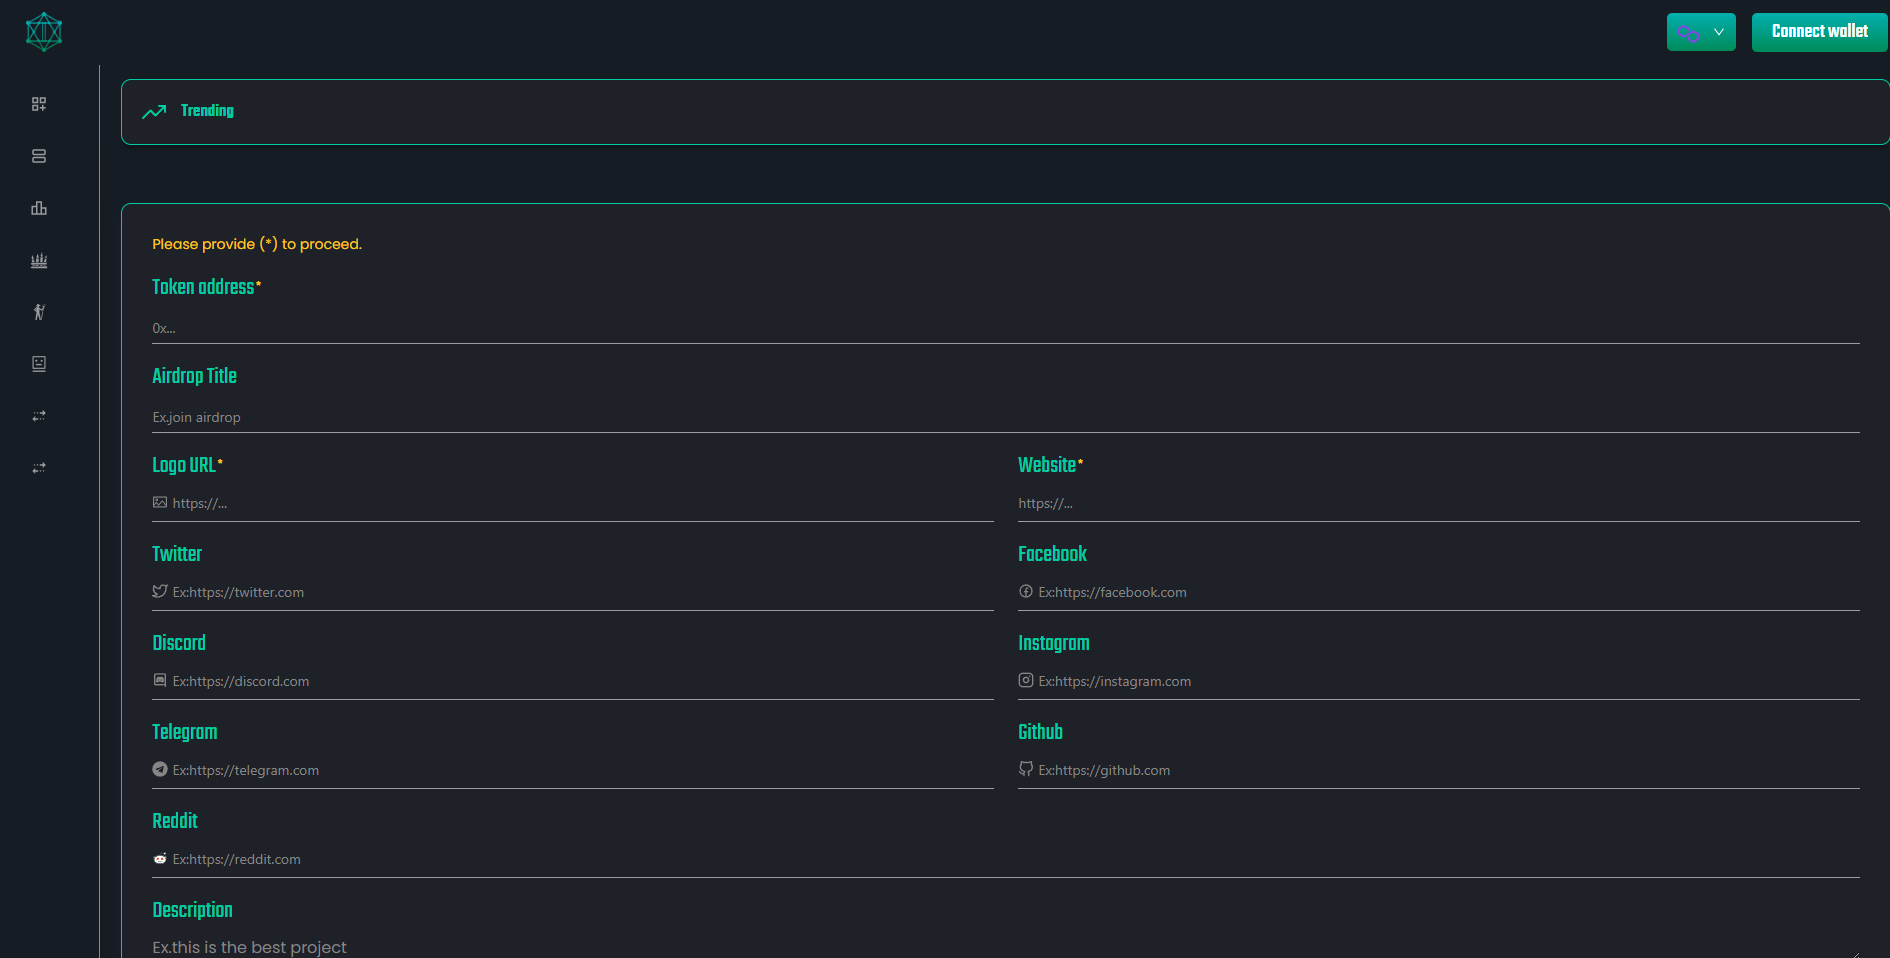 Connect wallet
Trending
Please provide (*) to proceed.
Token address*
0x...
Airdrop Title
Ex.join airdrop
Logo URL*
https://...
Website*
https://...
Twitter
Ex:https://twitter.com
Facebook
Ex:https://facebook.com
Discord
Ex:https://discord.com
Instagram
Ex:https://instagram.com
Telegram
Ex:https://telegram.com
Github
Ex:https://github.com
Reddit
Ex:https://reddit.com
Description
Ex.this is the best project